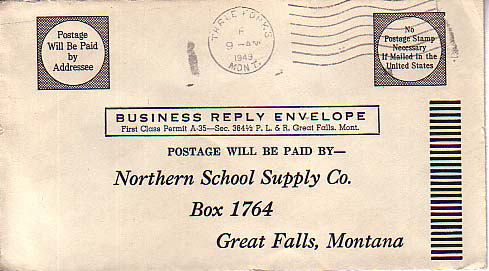 Postage
Will Be Paid
by
Addressee
THREE FORKS
F
9-AM
1949
MONT.
No
Postage Stamp
Necessary
If Mailed in the
United States
BUSINESS REPLY ENVELOPE
First Class Permit A-35—Sec. 384½ P. L. & R. Great Falls. Mont.
POSTAGE WILL BE PAID BY—
Northern School Supply Co.
Box 1764
Great Falls, Montana